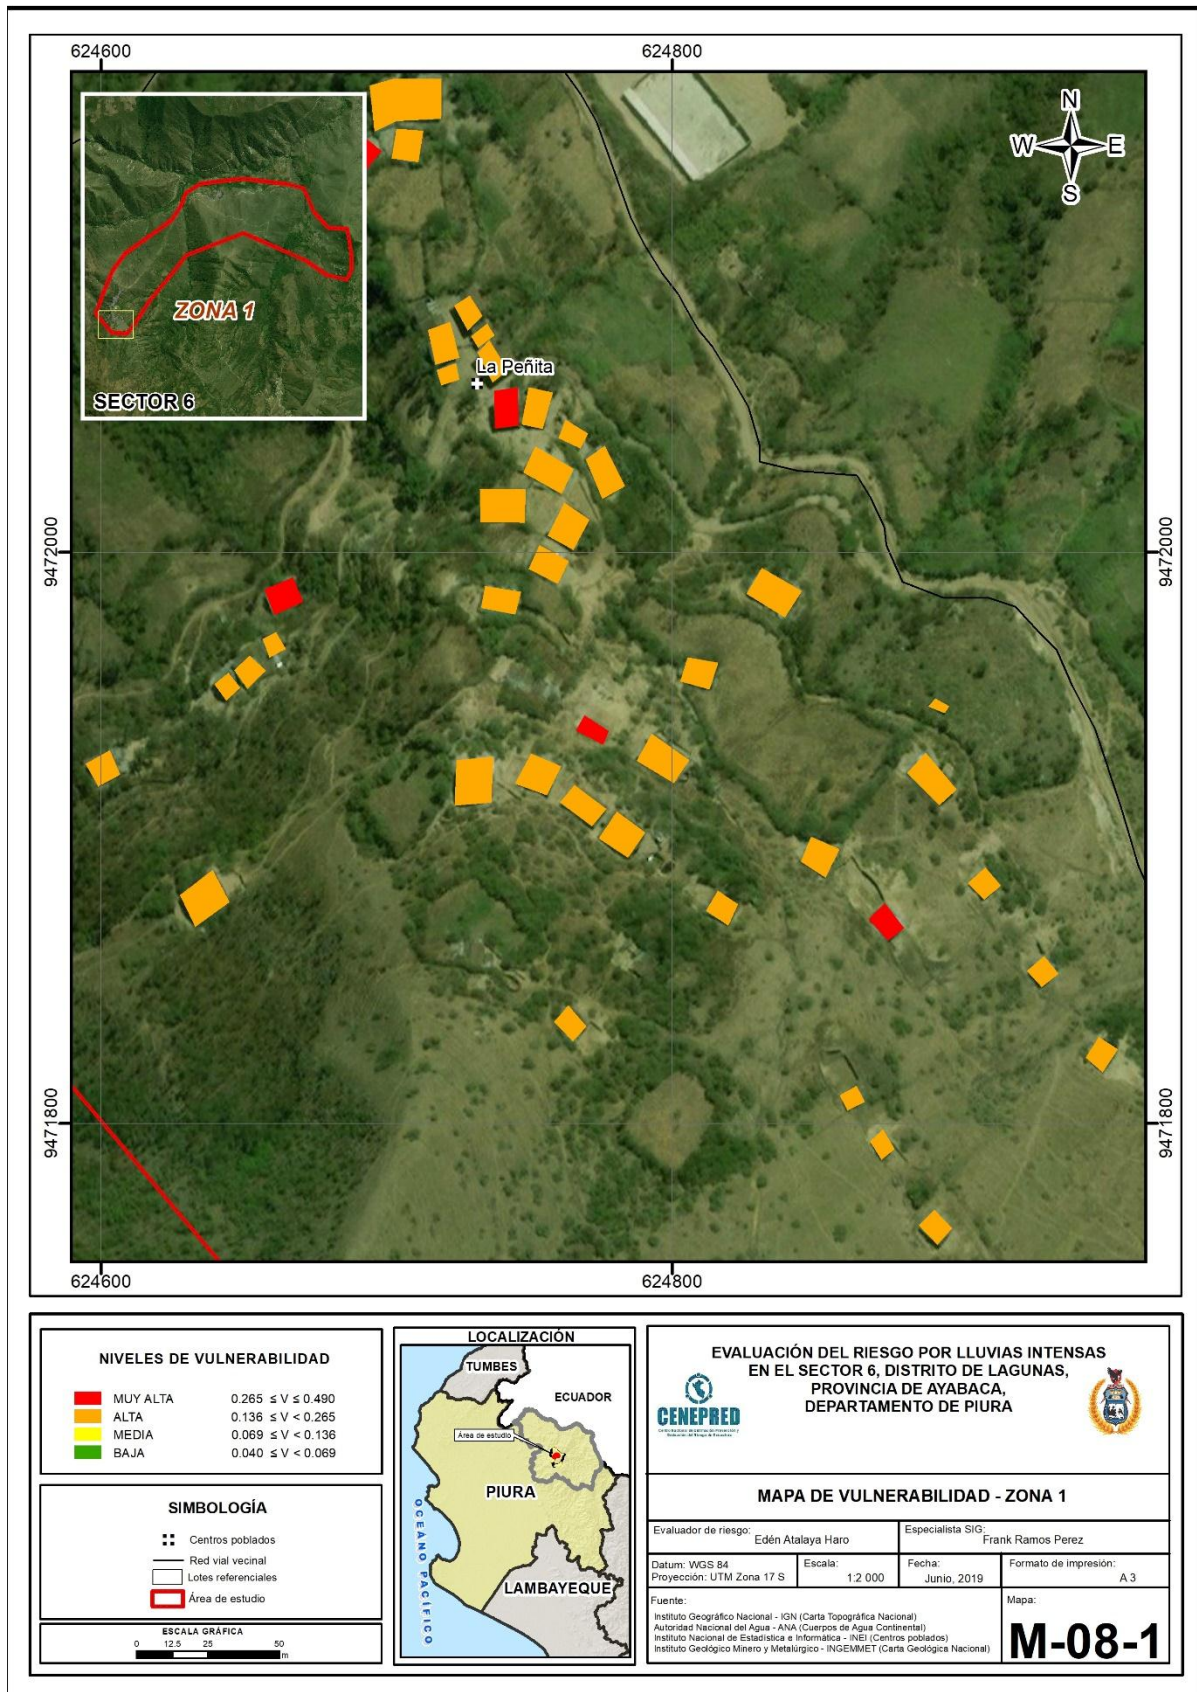 624600
624800
N
W
E
S
ZONA 1
SECTOR 6
La Peñita
9472000
9472000
9471800
9471800
624600
624800
NIVELES DE VULNERABILIDAD
MUY ALTA 0.265 ≤ V ≤ 0.490
ALTA 0.136 ≤ V < 0.265
MEDIA 0.069 ≤ V < 0.136
BAJA 0.040 ≤ V < 0.069
SIMBOLOGÍA
Centros poblados
Red vial vecinal
Lotes referenciales
Área de estudio
ESCALA GRÁFICA
0 12.5 25 50
m
LOCALIZACIÓN
TUMBES
ECUADOR
Área de estudio
PIURA
OCEANO PACÍFICO
LAMBAYEQUE
EVALUACIÓN DEL RIESGO POR LLUVIAS INTENSAS
EN EL SECTOR 6, DISTRITO DE LAGUNAS,
PROVINCIA DE AYABACA,
DEPARTAMENTO DE PIURA
CENEPRED
MAPA DE VULNERABILIDAD - ZONA 1
Evaluador de riesgo:
Edén Atalaya Haro
Especialista SIG:
Frank Ramos Perez
Datum: WGS 84
Proyección: UTM Zona 17 S
Escala:
1:2 000
Fecha:
Junio, 2019
Formato de impresión:
A 3
Fuente:
Instituto Geográfico Nacional - IGN (Carta Topográfica Nacional)
Autoridad Nacional del Agua - ANA (Cuerpos de Agua Continental)
Instituto Nacional de Estadística e Informática - INEI (Centros poblados)
Instituto Geológico Minero y Metalúrgico - INGEMMET (Carta Geológica Nacional)
Mapa:
M-08-1